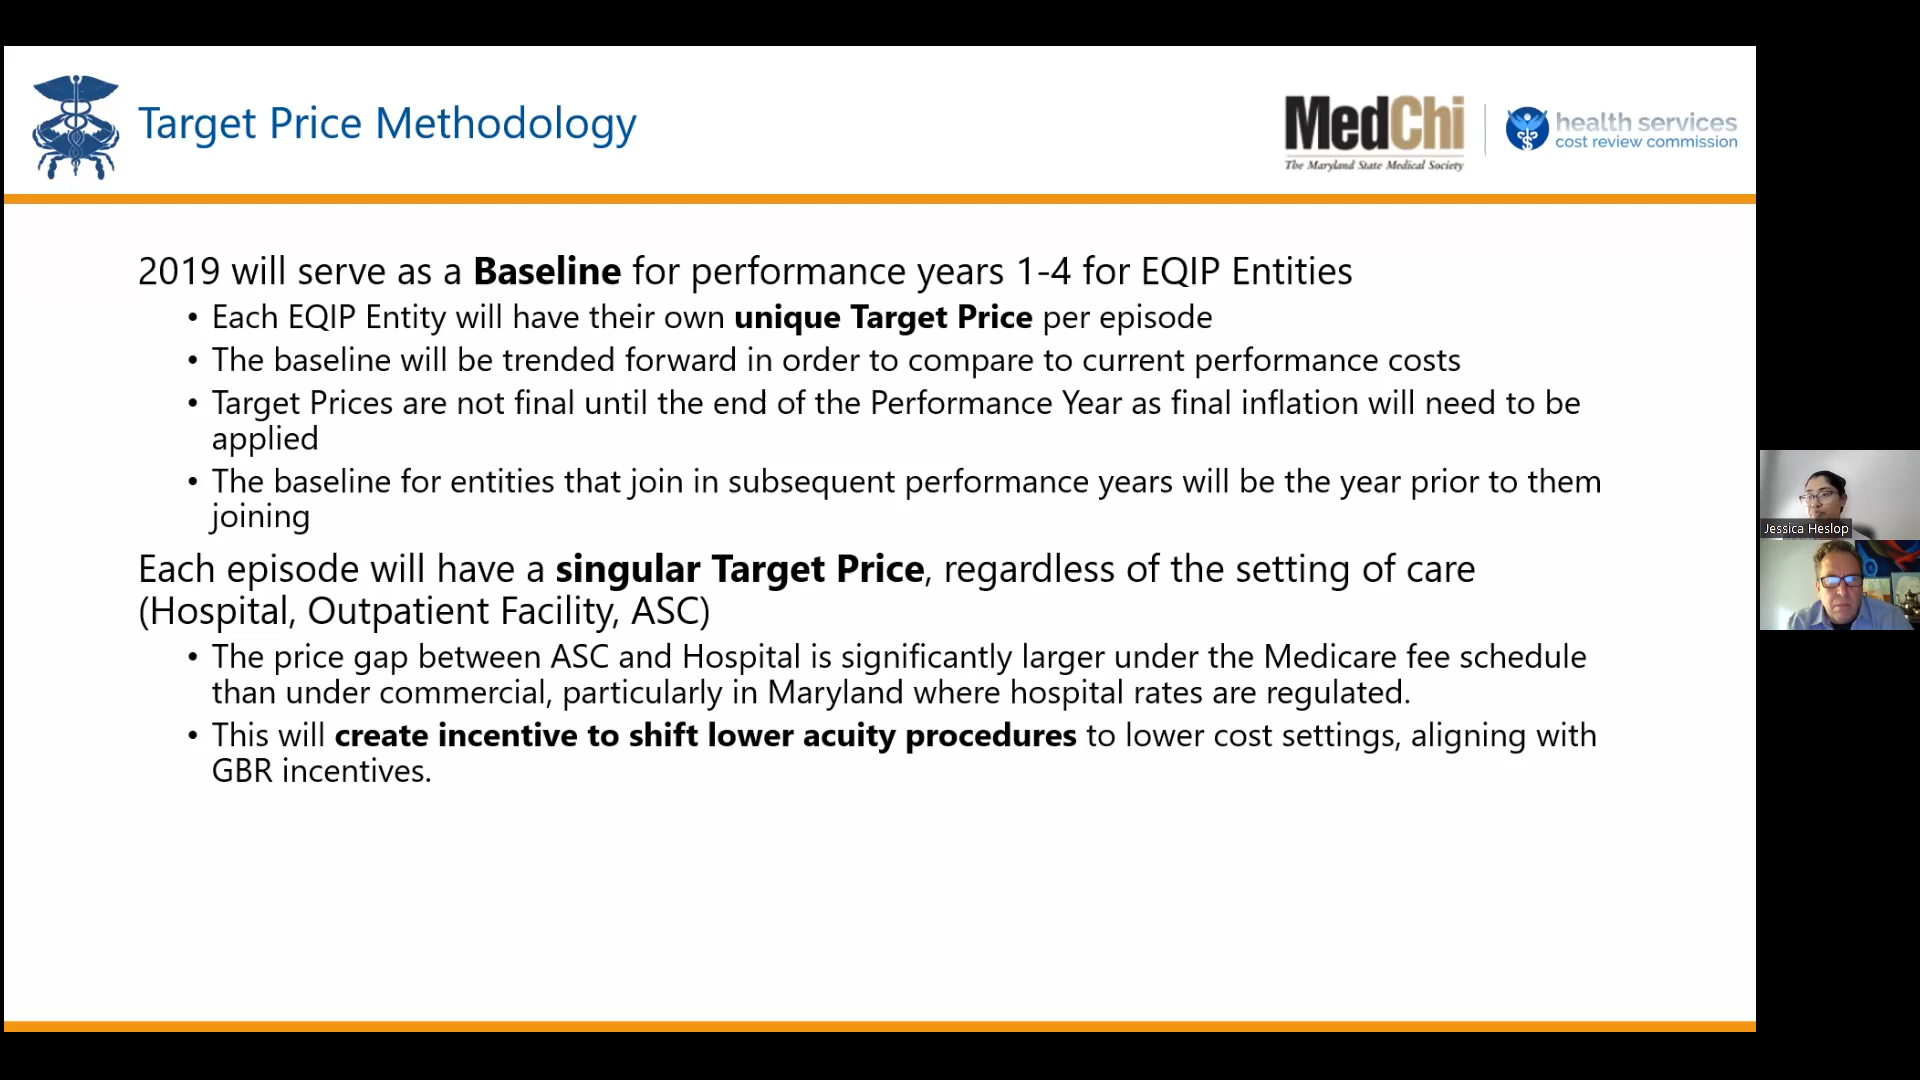 Target Price Methodology
MedChi
The Maryland State Medical Society
health services
cost review commission
2019 will serve as a Baseline for performance years 1-4 for EQIP Entities
• Each EQIP Entity will have their own unique Target Price per episode
• The baseline will be trended forward in order to compare to current performance costs
• Target Prices are not final until the end of the Performance Year as final inflation will need to be
applied
• The baseline for entities that join in subsequent performance years will be the year prior to them
joining
Each episode will have a singular Target Price, regardless of the setting of care
(Hospital, Outpatient Facility, ASC)
• The price gap between ASC and Hospital is significantly larger under the Medicare fee schedule
than under commercial, particularly in Maryland where hospital rates are regulated.
• This will create incentive to shift lower acuity procedures to lower cost settings, aligning with
GBR incentives.
Jessica Heslop